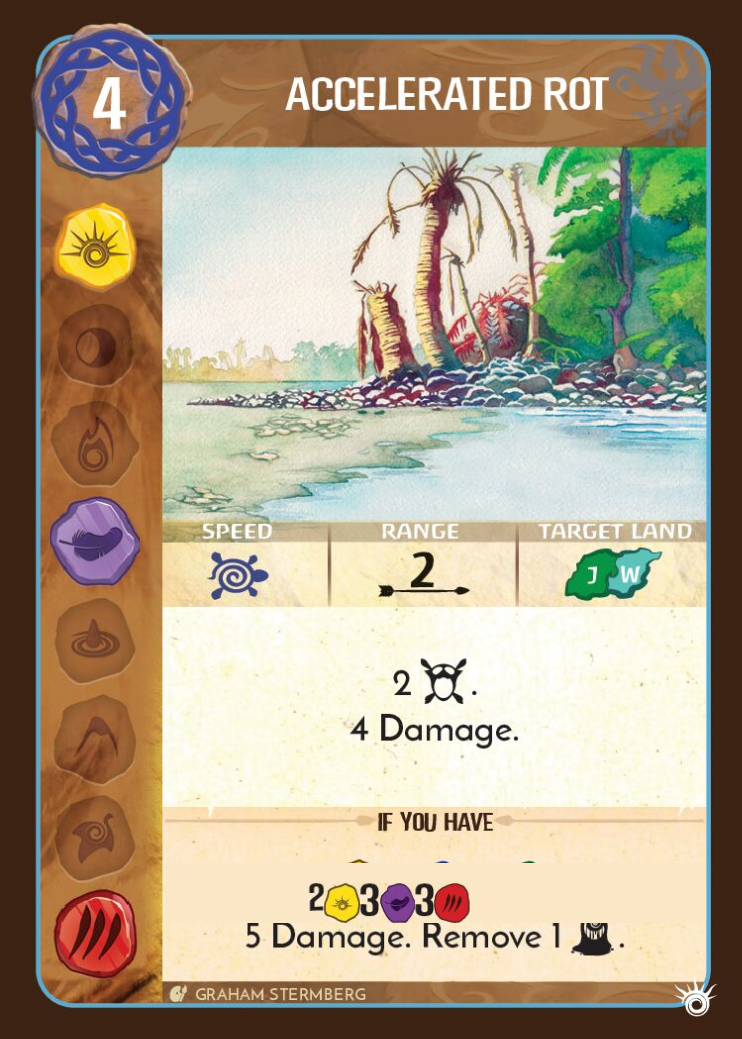 4
ACCELERATED ROT
SPEED RANGE TARGET LAND
2 J W
2 .
4 Damage.
IF YOU HAVE
2 3 3
5 Damage. Remove 1 .
GRAHAM STERMBERG